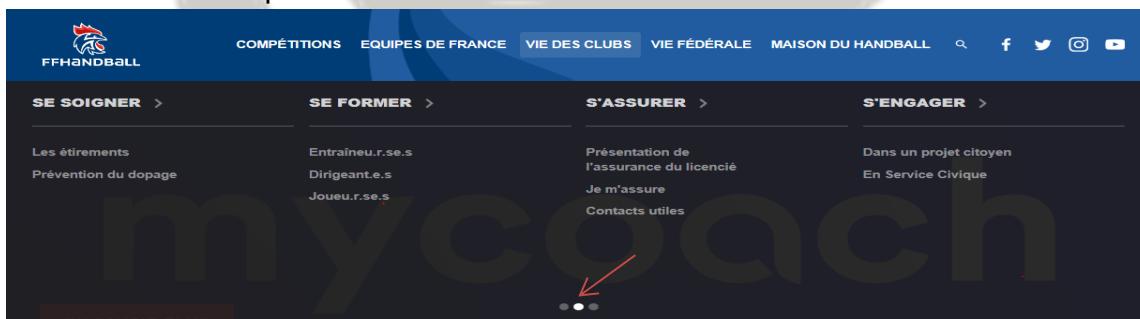 FFHANDBALL
COMPÉTITIONS EQUIPES DE FRANCE VIE DES CLUBS VIE FÉDÉRALE MAISON DU HANDBALL
SE SOIGNER >
Les étirements
Prévention du dopage
SE FORMER >
Entraîneu.r.se.s
Dirigeant.e.s
Joueu.r.se.s
S'ASSURER >
Présentation de
l'assurance du licencié
Je m'assure
Contacts utiles
S'ENGAGER >
Dans un projet citoyen
En Service Civique
mycoach